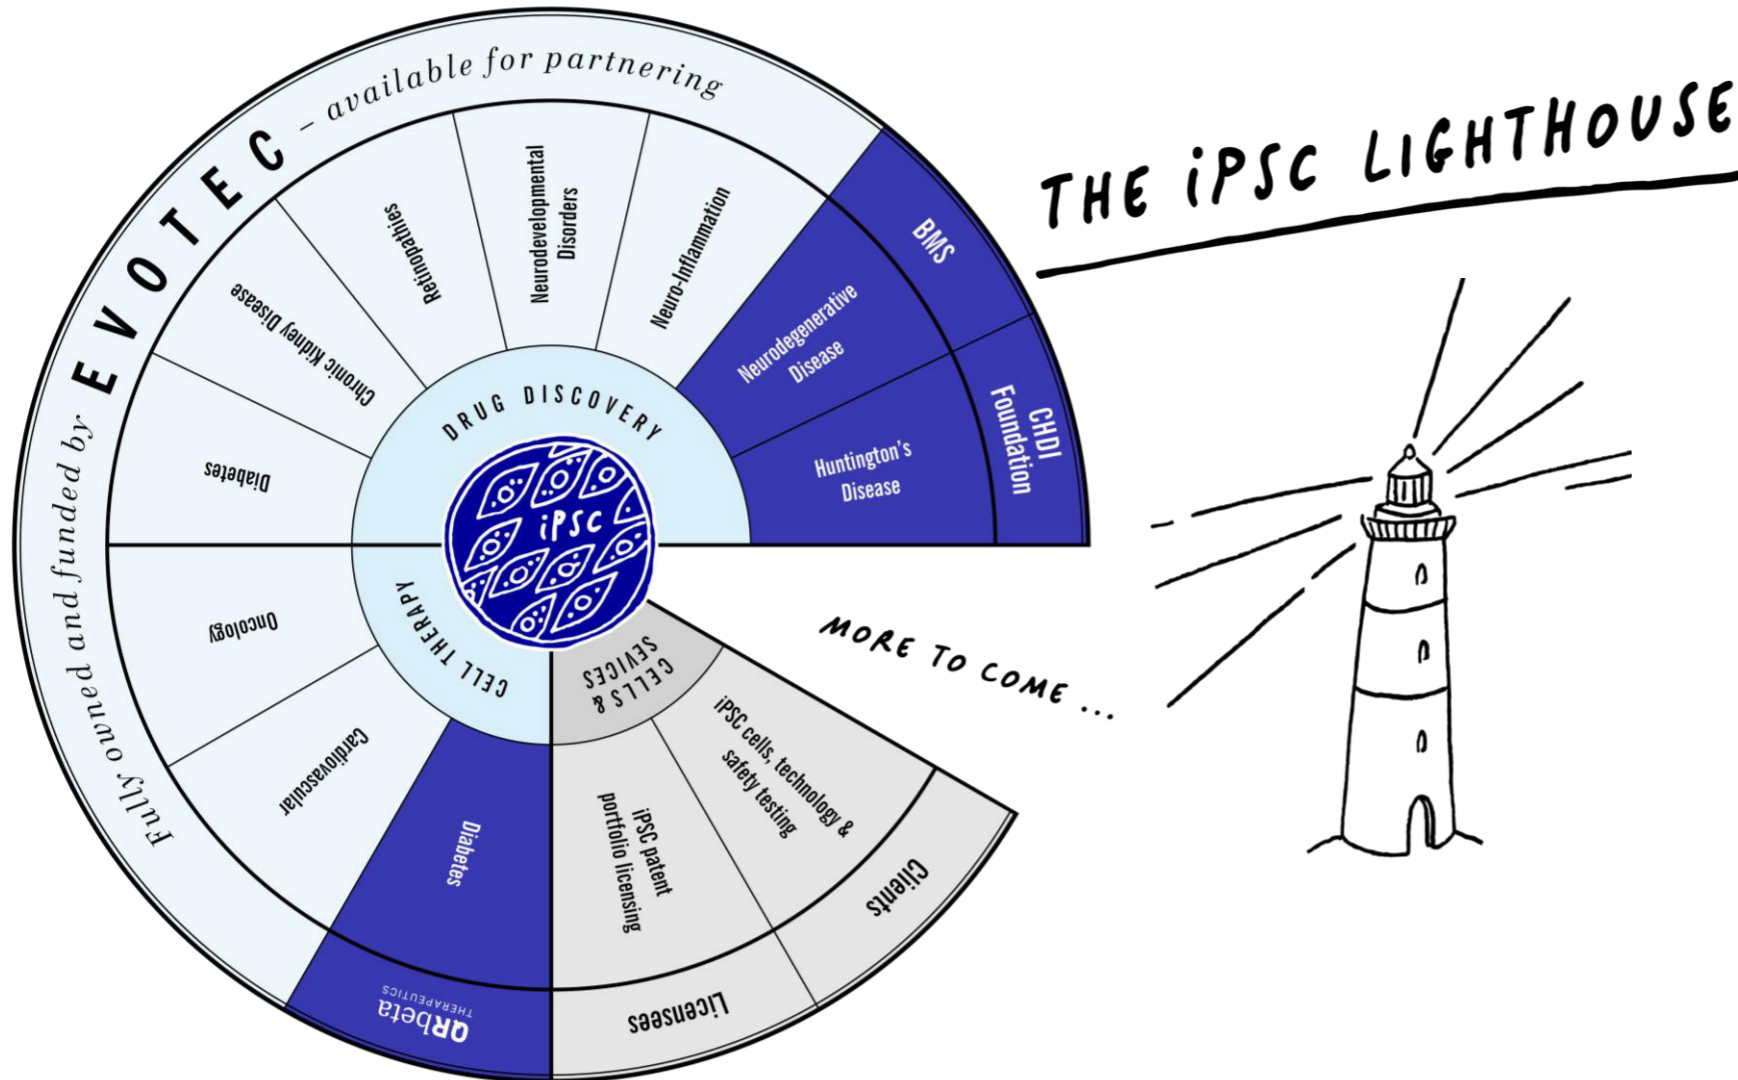 THE iPSC LIGHTHOUSE
Fully owned and funded by EVOTEC – available for partnering
DRUG DISCOVERY
Diabetes
Chronic Kidney Disease
Retinopathies
Neurodevelopmental
Disorders
Neuro-Inflammation
Neurodegenerative
Disease
BMS
Huntington's
Disease
CHDI
Foundation
iPSC
CELL THERAPY
Oncology
Cardiovascular
Diabetes
QRbeta
THERAPEUTICS
CELLS &
SEVICES
iPSC patent
portfolio licensing
Licensees
iPSC cells, technology &
safety testing
Clients
MORE TO COME ...